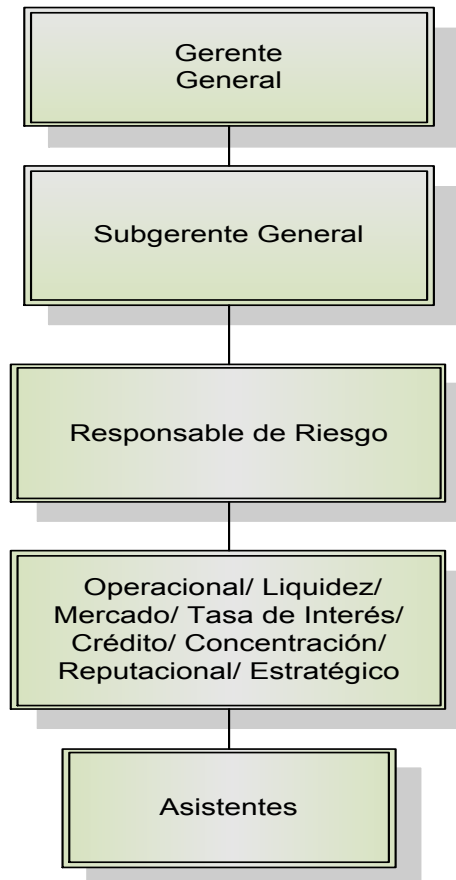 Gerente
General
Subgerente General
Responsable de Riesgo
Operacional/ Liquidez/
Mercado/ Tasa de Interés/
Crédito/ Concentración/
Reputacional/ Estratégico
Asistentes